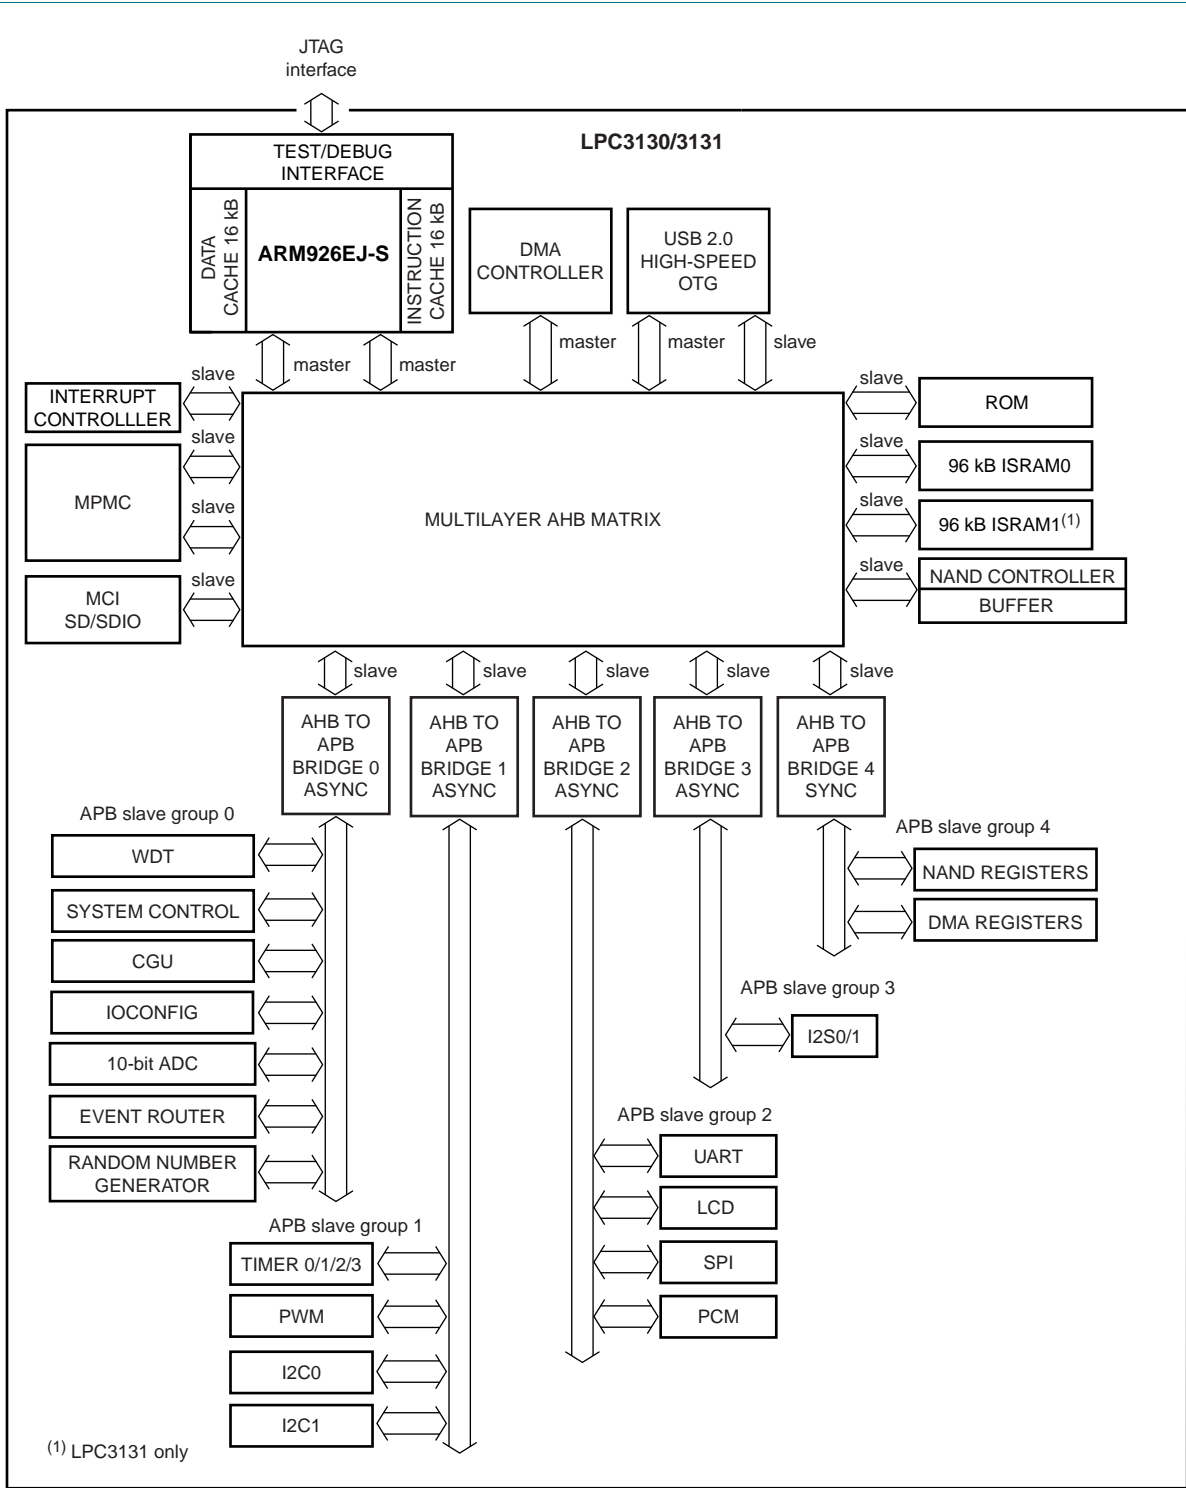 JTAG
interface
LPC3130/3131
TEST/DEBUG
INTERFACE
DATA
CACHE 16 kB
ARM926EJ-S
INSTRUCTION
CACHE 16 kB
DMA
CONTROLLER
USB 2.0
HIGH-SPEED
OTG
master
master
master
master
slave
slave
INTERRUPT
CONTROLLLER
slave
MPMC
slave
slave
MCI
SD/SDIO
MULTILAYER AHB MATRIX
slave
ROM
slave
96 kB ISRAM0
slave
96 kB ISRAM1(1)
slave
NAND CONTROLLER
BUFFER
slave
slave
slave
slave
slave
AHB TO
APB
BRIDGE 0
ASYNC
AHB TO
APB
BRIDGE 1
ASYNC
AHB TO
APB
BRIDGE 2
ASYNC
AHB TO
APB
BRIDGE 3
ASYNC
AHB TO
APB
BRIDGE 4
SYNC
APB slave group 0
WDT
SYSTEM CONTROL
CGU
IOCONFIG
10-bit ADC
EVENT ROUTER
RANDOM NUMBER
GENERATOR
APB slave group 4
NAND REGISTERS
DMA REGISTERS
APB slave group 3
I2S0/1
APB slave group 2
UART
LCD
SPI
PCM
APB slave group 1
TIMER 0/1/2/3
PWM
I2C0
I2C1
(1) LPC3131 only